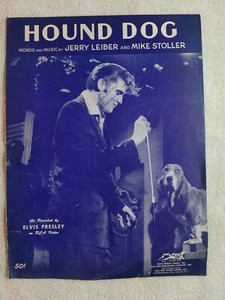 HOUND DOG
WORDS AND MUSIC BY JERRY LEIBER AND MIKE STOLLER
As Recorded by
ELVIS PRESLEY
on RCA Victor
50¢